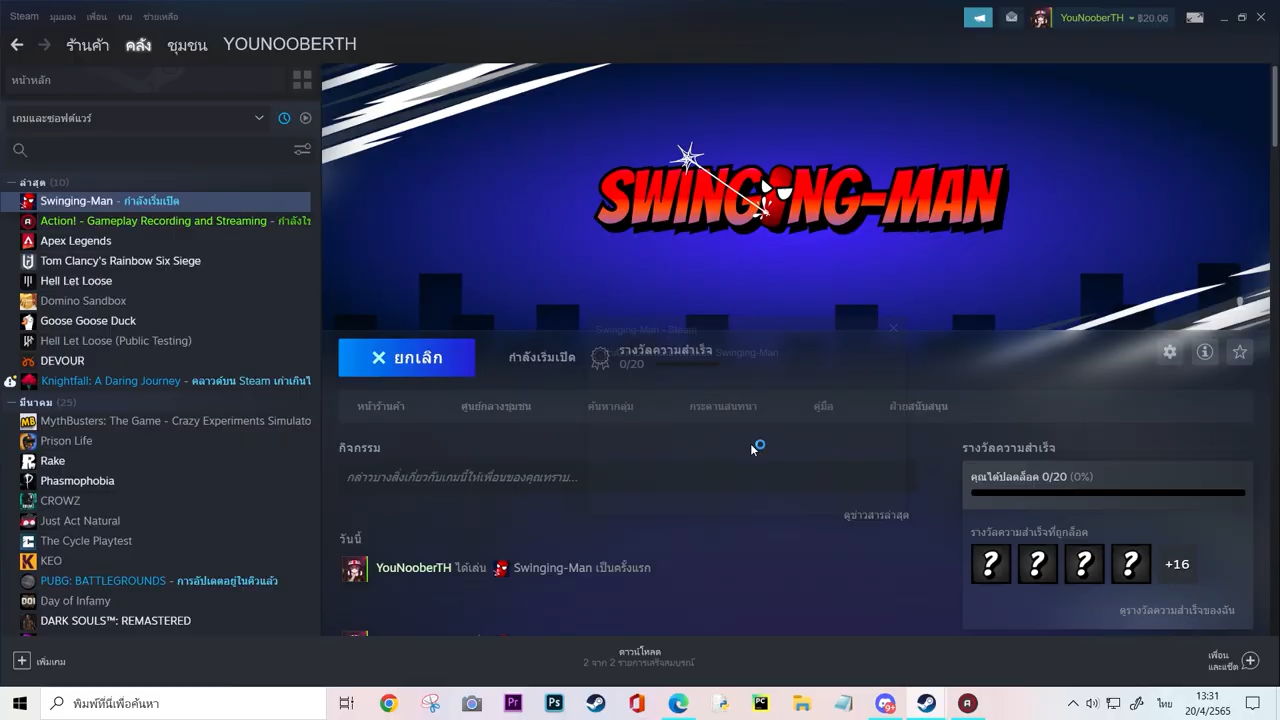 Steam มุมมอง เพื่อน เกม ช่วยเหลือ
YouNooberTH ฿20.06
ร้านค้า คลัง ชุมชน YOUNOOBERTH
หน้าหลัก
เกมและซอฟต์แวร์
SWINGING-MAN
ล่าสุด (10)
Swinging-Man - กำลังเริ่มเปิด
Action! - Gameplay Recording and Streaming - กำลังใร
Apex Legends
Tom Clancy's Rainbow Six Siege
Hell Let Loose
Domino Sandbox
Goose Goose Duck
Hell Let Loose (Public Testing)
DEVOUR
Knightfall: A Daring Journey - คลาวด์บน Steam เก่าเกินไ
มีนาคม (25)
MythBusters: The Game - Crazy Experiments Simulato
Prison Life
Rake
Phasmophobia
CROWZ
Just Act Natural
The Cycle Playtest
KEO
PUBG: BATTLEGROUNDS - การอัปเดตอยู่ในคิวแล้ว
Day of Infamy
DARK SOULS™: REMASTERED
เพิ่มเกม
Swinging-Man - Steam
Swinging-Man
ยกเลิก
กำลังเริ่มเปิด
รางวัลความสำเร็จ
0/20
หน้าร้านค้า ศูนย์กลางชุมชน ค้นหากลุ่ม กระดานสนทนา คู่มือ ฝ่ายสนับสนุน
กิจกรรม
กล่าวบางสิ่งเกี่ยวกับเกมนี้ให้เพื่อนของคุณทราบ...
ดูข่าวสารล่าสุด
วันนี้
YouNooberTH ได้เล่น Swinging-Man เป็นครั้งแรก
รางวัลความสำเร็จ
คุณได้ปลดล็อค 0/20 (0%)
รางวัลความสำเร็จที่ถูกล็อค
? ? ? ? +16
ดูรางวัลความสำเร็จของฉัน
ดาวน์โหลด
2 จาก 2 รายการเสร็จสมบูรณ์
เพื่อน
และแช็ต
พิมพ์ที่นี่เพื่อค้นหา
Pr Ps PC 9+
ไทย
13:31
20/4/2565